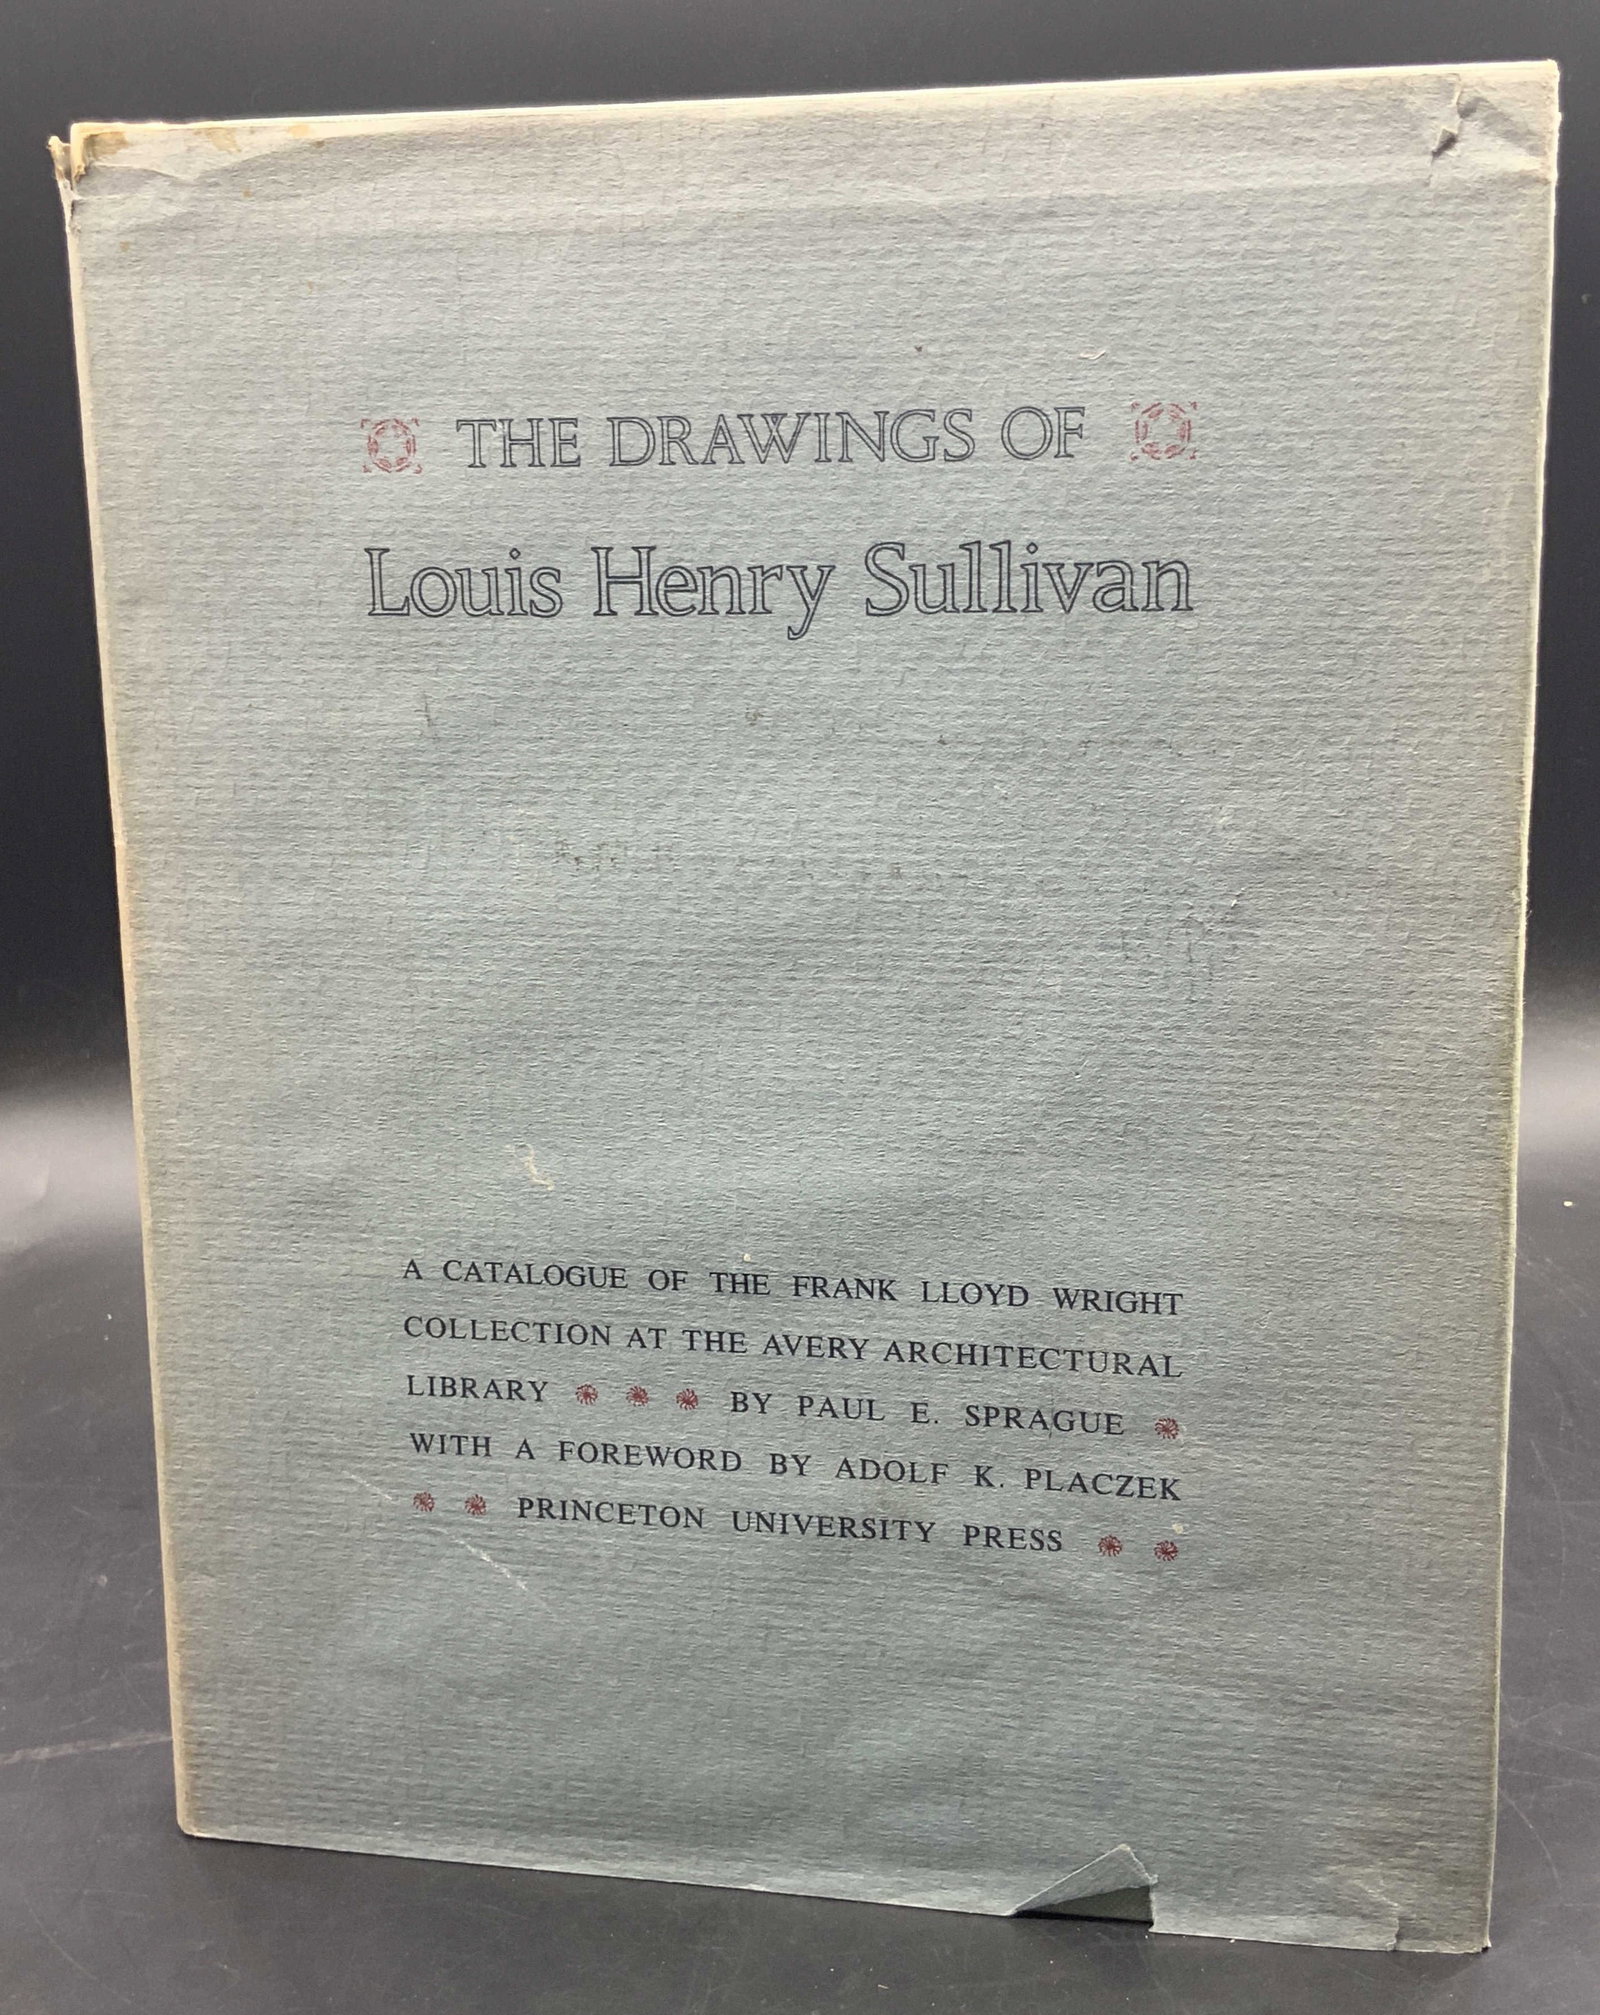 THE DRAWINGS OF
Louis Henry Sullivan
A CATALOGUE OF THE FRANK LLOYD WRIGHT
COLLECTION AT THE AVERY ARCHITECTURAL
LIBRARY BY PAUL E. SPRAGUE
WITH A FOREWORD BY ADOLF K. PLACZEK
PRINCETON UNIVERSITY PRESS